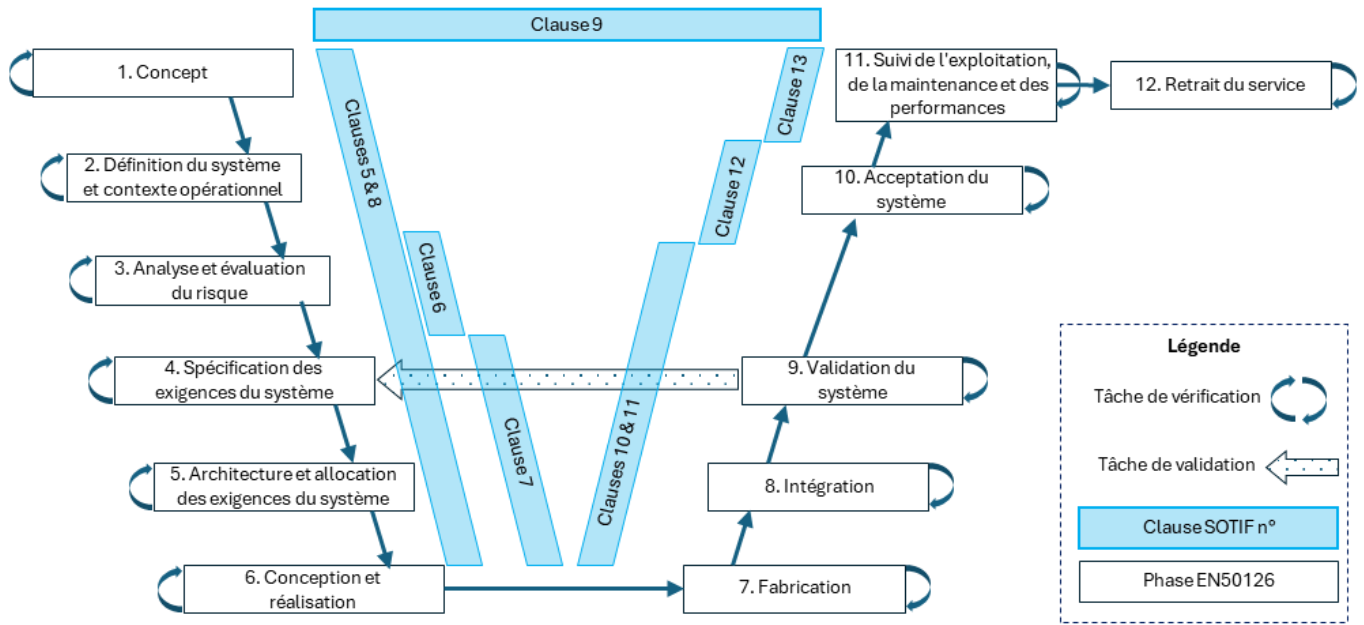 Clause 9
1. Concept
2. Définition du système
et contexte opérationnel
3. Analyse et évaluation
du risque
4. Spécification des
exigences du système
5. Architecture et allocation
des exigences du système
6. Conception et
réalisation
Clauses 5 & 8
Clause 6
Clause 7
Clauses 10 & 11
Clause 12
Clause 13
7. Fabrication
8. Intégration
9. Validation du
système
10. Acceptation du
système
11. Suivi de l'exploitation,
de la maintenance et des
performances
12. Retrait du service
Légende
Tâche de vérification
Tâche de validation
Clause SOTIF n°
Phase EN50126